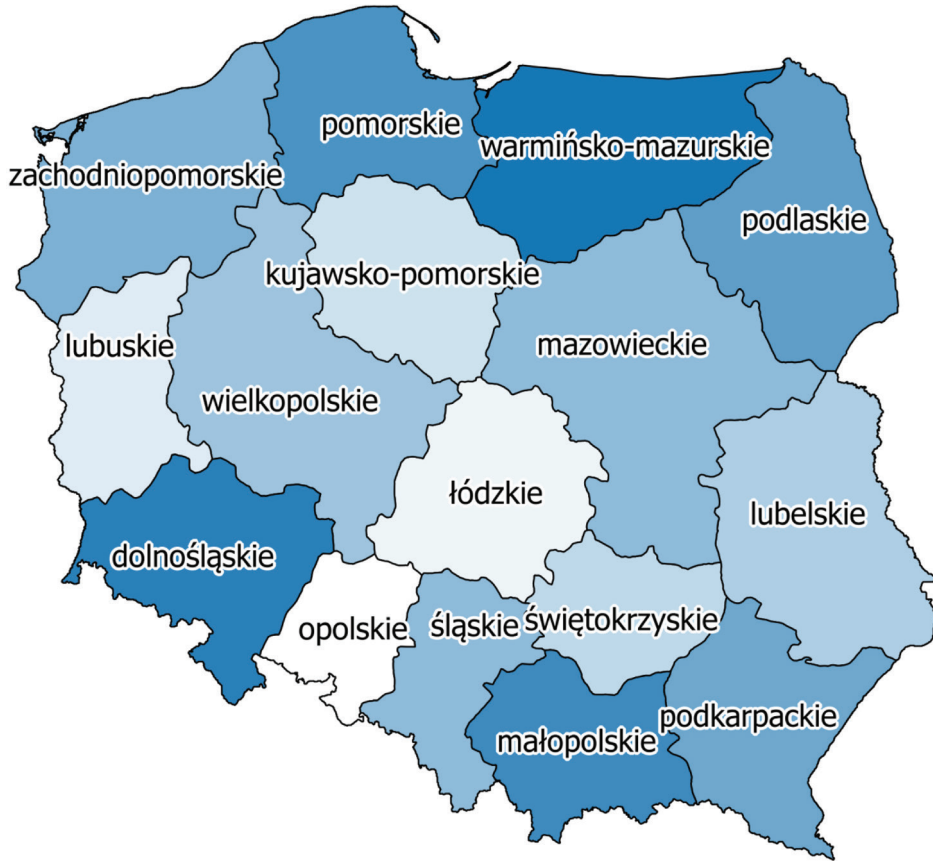 pomorskie
warmińsko-mazurskie
zachodniopomorskie
podlaskie
kujawsko-pomorskie
lubuskie
mazowieckie
wielkopolskie
łódzkie
lubelskie
dolnośląskie
opolskie
śląskie
świętokrzyskie
podkarpackie
małopolskie